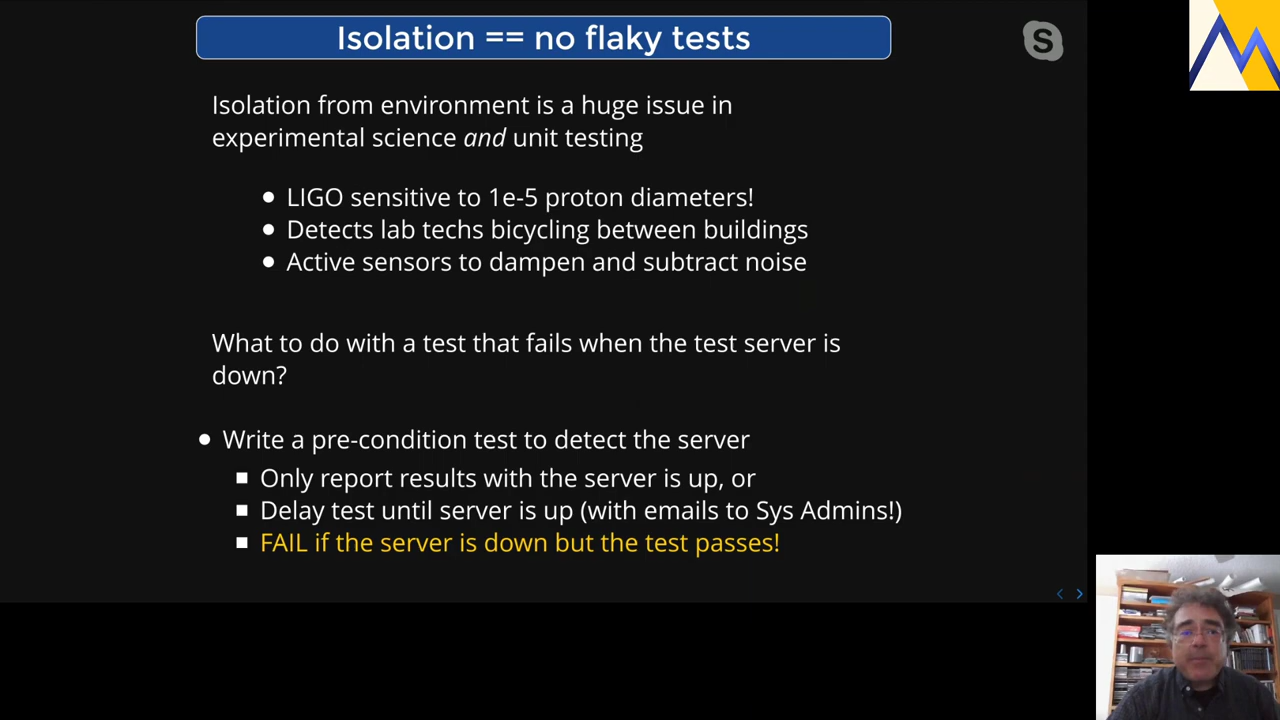 Isolation == no flaky tests
S
Isolation from environment is a huge issue in
experimental science and unit testing
● LIGO sensitive to 1e-5 proton diameters!
● Detects lab techs bicycling between buildings
● Active sensors to dampen and subtract noise
What to do with a test that fails when the test server is
down?
● Write a pre-condition test to detect the server
■ Only report results with the server is up, or
■ Delay test until server is up (with emails to Sys Admins!)
■ FAIL if the server is down but the test passes!